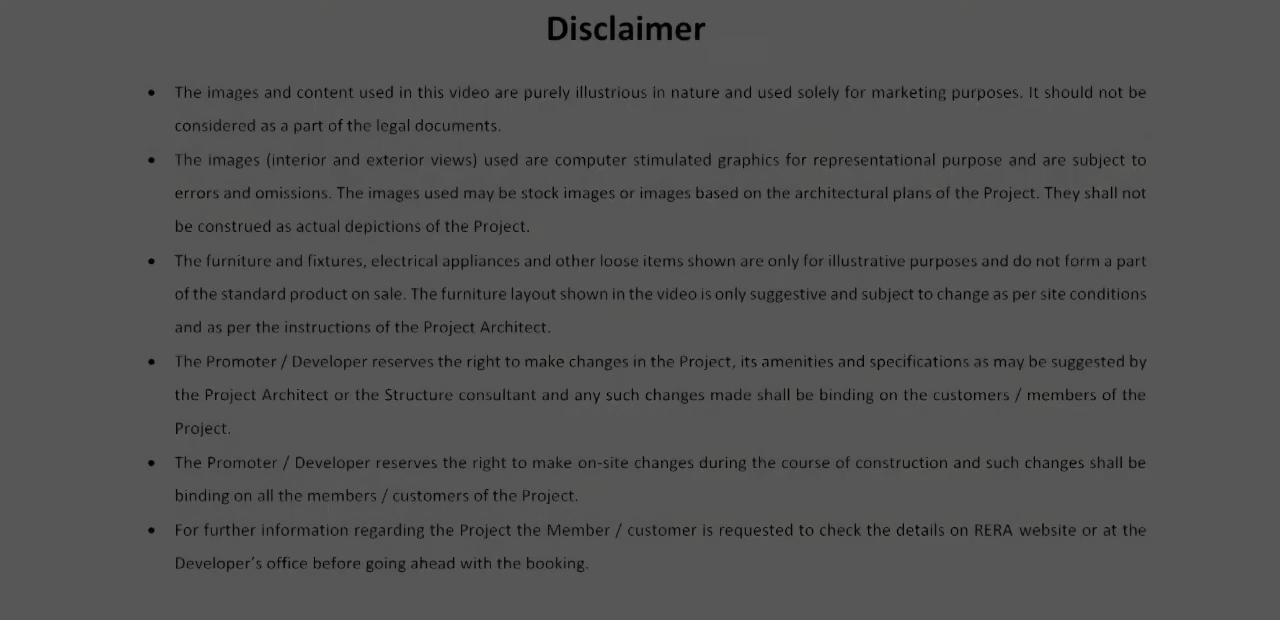 Disclaimer
• The images and content used in this video are purely illustrious in nature and used solely for marketing purposes. It should not be
considered as a part of the legal documents.
• The images (interior and exterior views) used are computer stimulated graphics for representational purpose and are subject to
errors and omissions. The images used may be stock images or images based on the architectural plans of the Project. They shall not
be construed as actual depictions of the Project.
• The furniture and fixtures, electrical appliances and other loose items shown are only for illustrative purposes and do not form a part
of the standard product on sale. The furniture layout shown in the video is only suggestive and subject to change as per site conditions
and as per the instructions of the Project Architect.
• The Promoter / Developer reserves the right to make changes in the Project, its amenities and specifications as may be suggested by
the Project Architect or the Structure consultant and any such changes made shall be binding on the customers / members of the
Project.
• The Promoter / Developer reserves the right to make on-site changes during the course of construction and such changes shall be
binding on all the members / customers of the Project.
• For further information regarding the Project the Member / customer is requested to check the details on RERA website or at the
Developer’s office before going ahead with the booking.